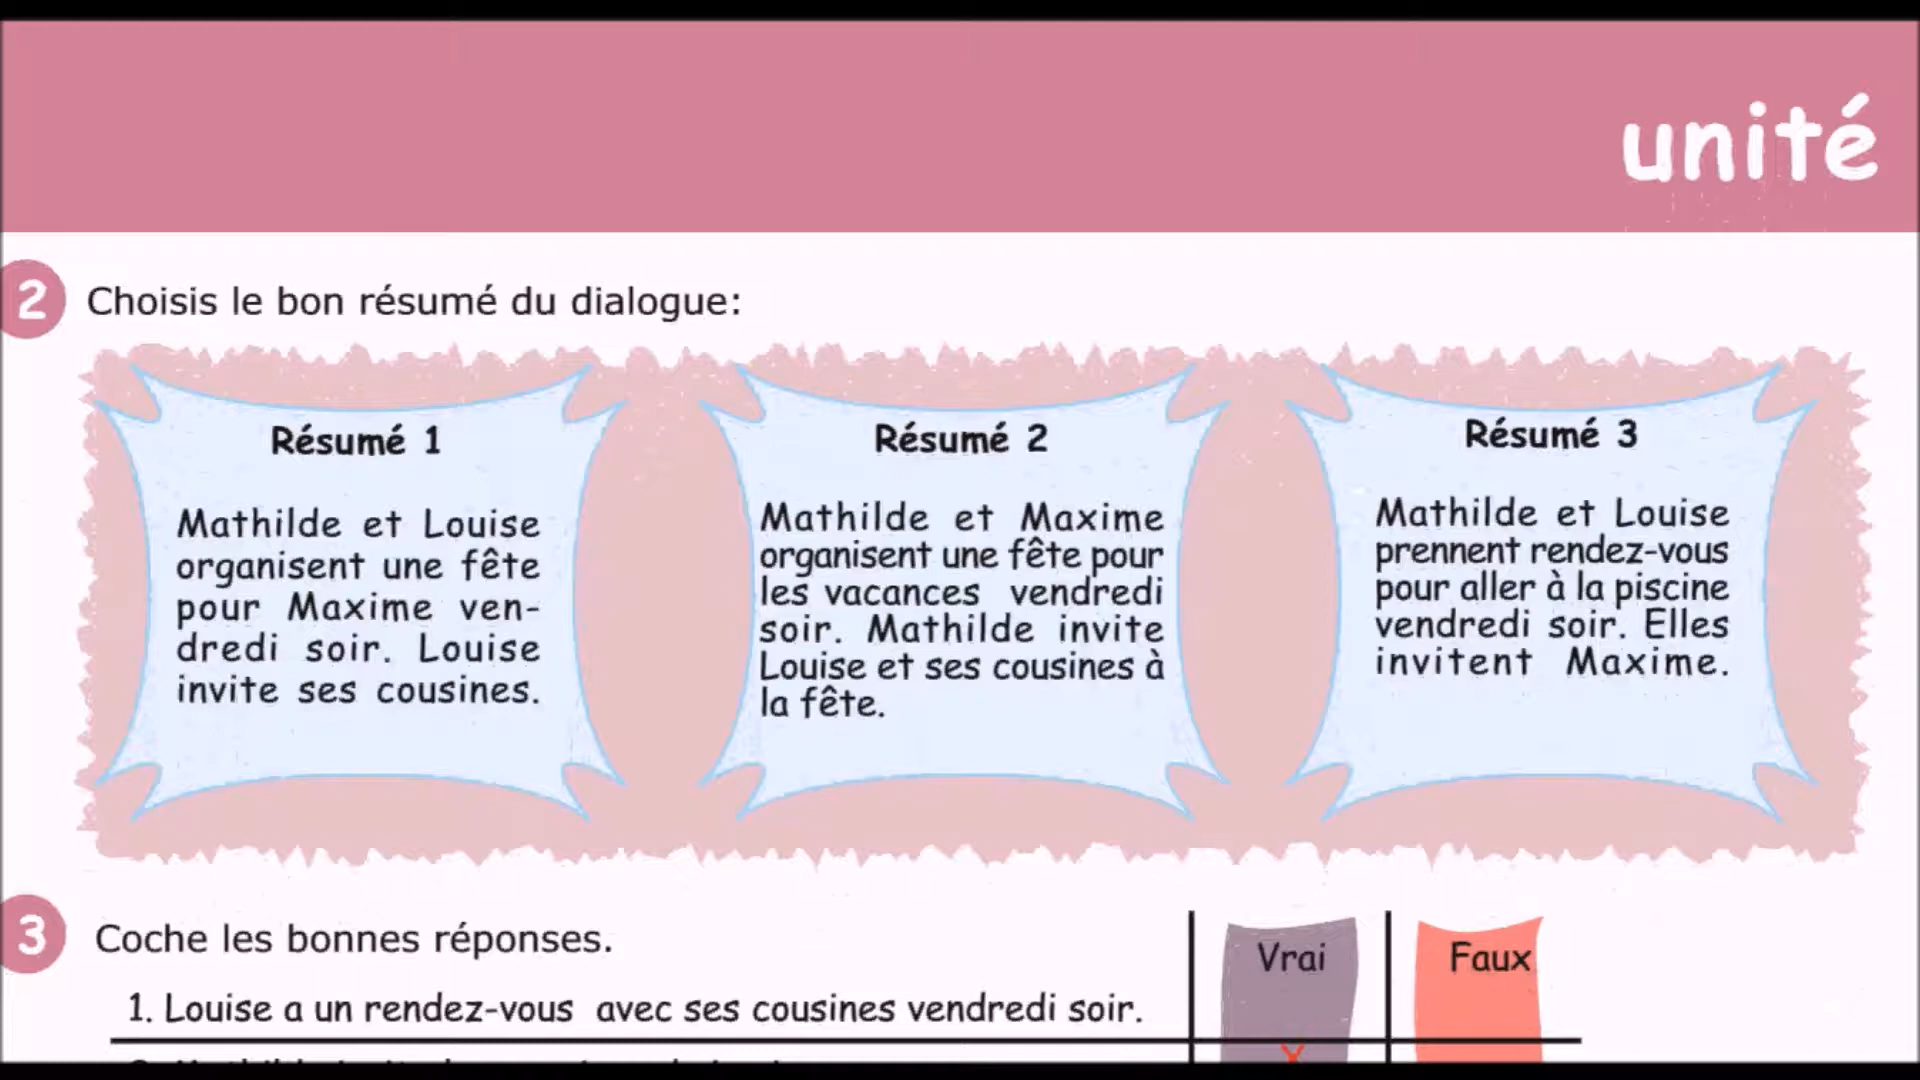 unité
2 Choisis le bon résumé du dialogue:
Résumé 1
Mathilde et Louise
organisent une fête
pour Maxime ven-
dredi soir. Louise
invite ses cousines.
Résumé 2
Mathilde et Maxime
organisent une fête pour
les vacances vendredi
soir. Mathilde invite
Louise et ses cousines à
la fête.
Résumé 3
Mathilde et Louise
prennent rendez-vous
pour aller à la piscine
vendredi soir. Elles
invitent Maxime.
3 Coche les bonnes réponses.
Vrai
Faux
1. Louise a un rendez-vous avec ses cousines vendredi soir.